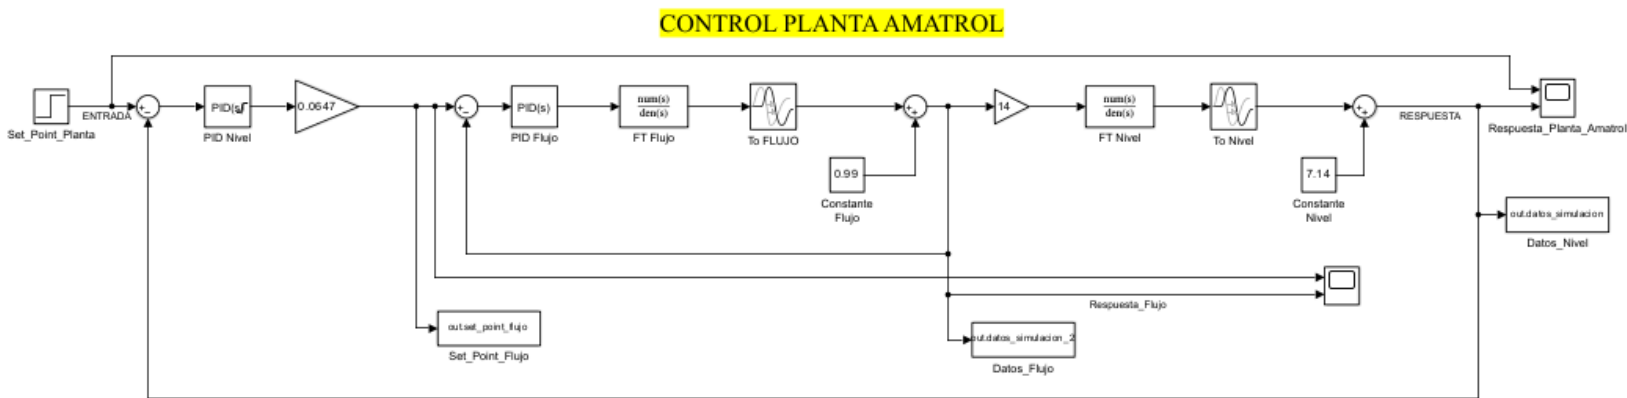 CONTROL PLANTA AMATROL
Set_Point_Planta
ENTRADA
PID(s)
PID Nivel
0.0647
PID(s)
PID Flujo
num(s)
den(s)
FT Flujo
To FLUJO
0.99
Constante
Flujo
14
num(s)
den(s)
FT Nivel
To Nivel
7.14
Constante
Nivel
RESPUESTA
Respuesta_Planta_Amatrol
out.datos_simulacion
Datos_Nivel
Respuesta_Flujo
out.set_point_flujo
Set_Point_Flujo
out.datos_simulacion_2
Datos_Flujo